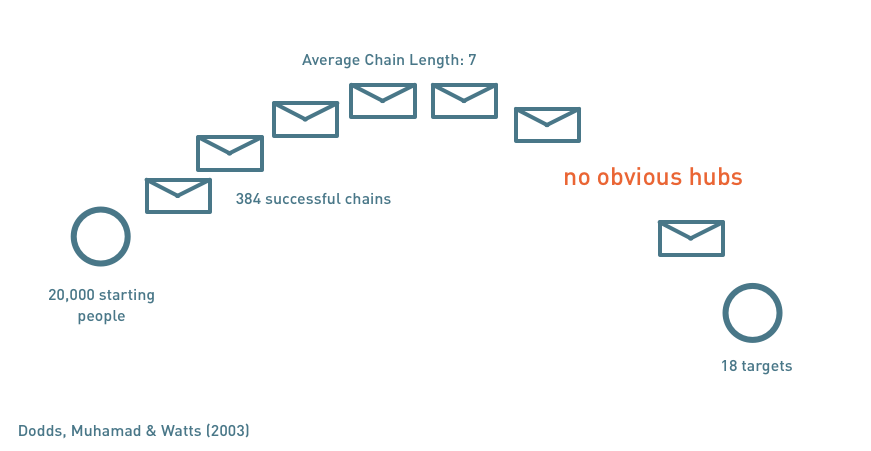 Average Chain Length: 7
no obvious hubs
384 successful chains
20,000 starting
people
18 targets
Dodds, Muhamad & Watts (2003)